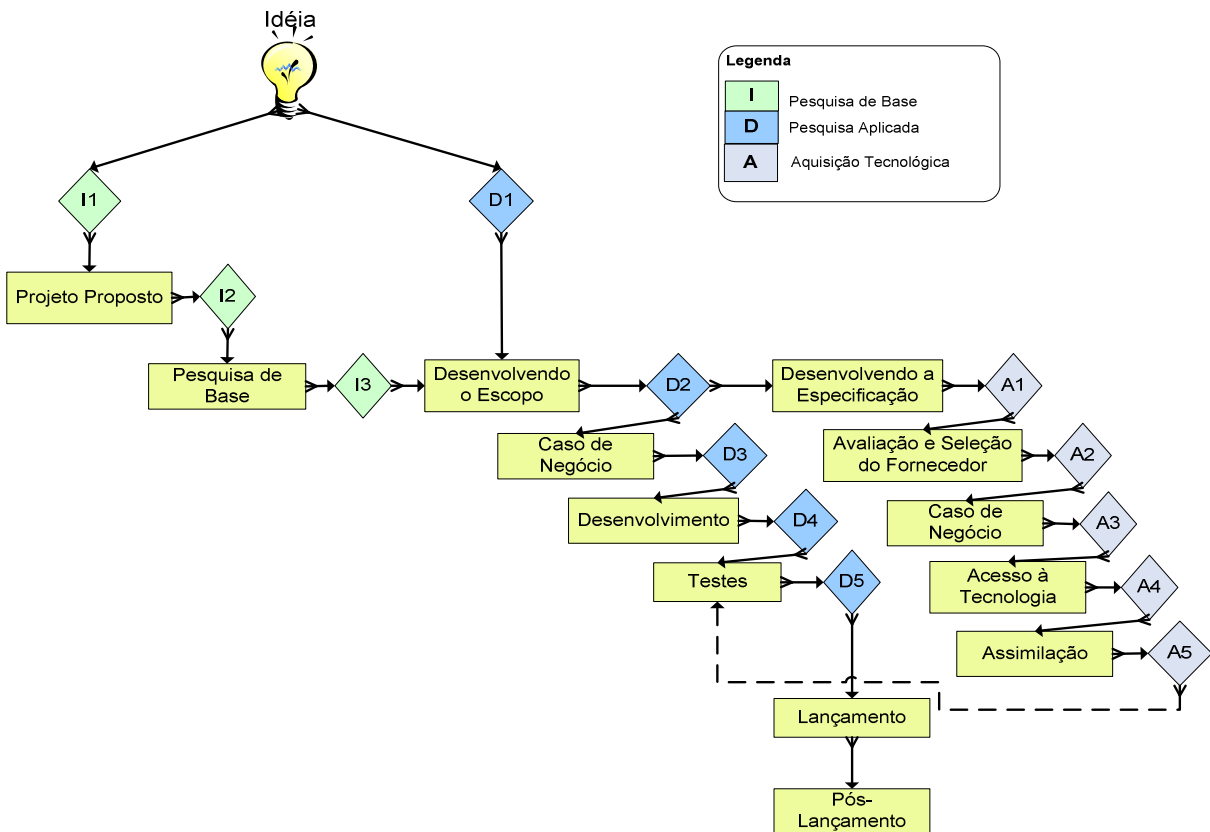 Idéia
Legenda
I
Pesquisa de Base
D
Pesquisa Aplicada
A
Aquisição Tecnológica
I1
D1
Projeto Proposto
I2
Pesquisa de
Base
I3
Desenvolvendo
o Escopo
D2
Desenvolvendo a
Especificação
A1
Caso de
Negócio
D3
Avaliação e Seleção
do Fornecedor
A2
Desenvolvimento
D4
Caso de
Negócio
A3
Testes
D5
Acesso à
Tecnologia
A4
Assimilação
A5
Lançamento
Pós-
Lançamento